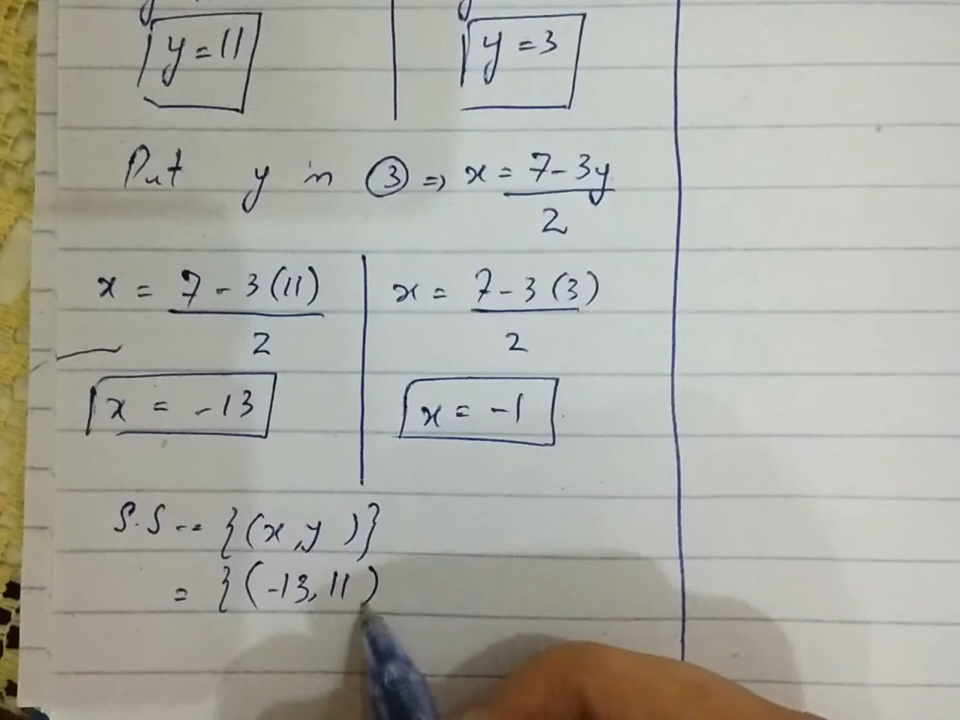 y = 11
y = 3
Put y in ③ ⇒ x = 7 - 3y / 2
x = 7 - 3(11) / 2
x = -13
x = 7 - 3(3) / 2
x = -1
S.S = {(x, y)}
= {(-13, 11)